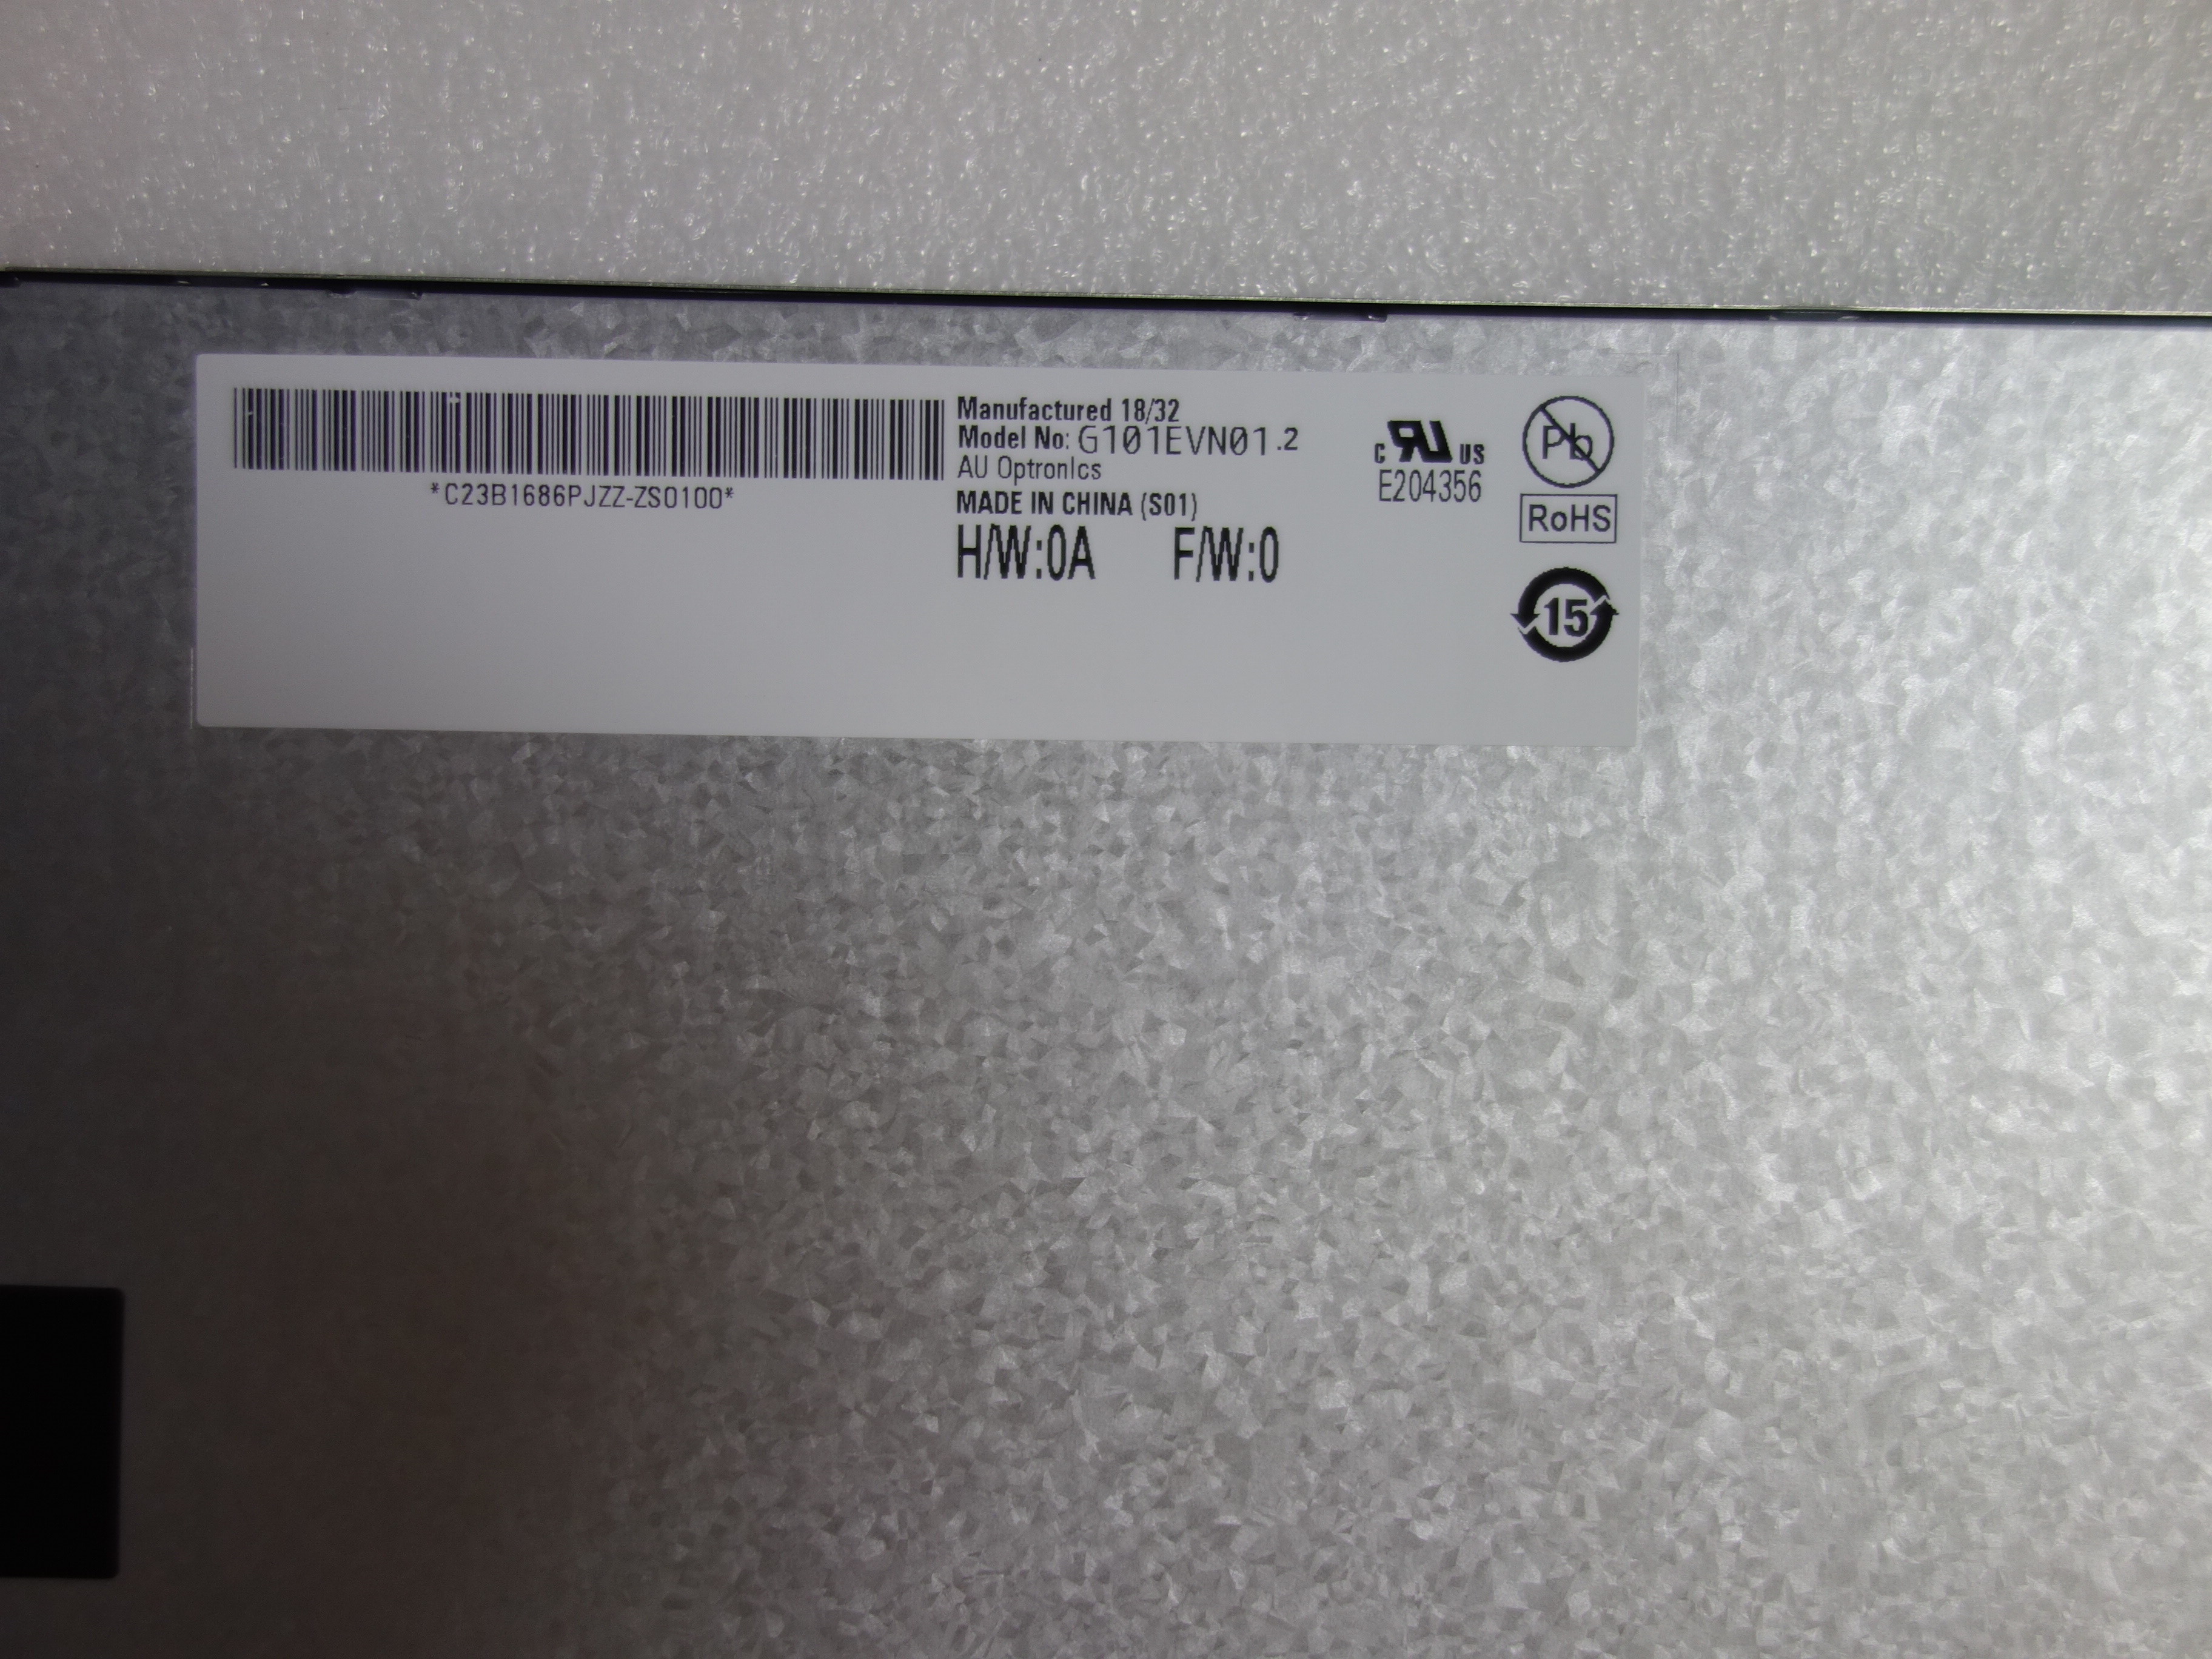 *C23B1686PJZZ-ZS0100*
Manufactured 18/32
Model No: G101EVN01.2
AU Optronics
MADE IN CHINA (S01)
H/W:0A F/W:0
c RU US
E204356
Pb
RoHS
15